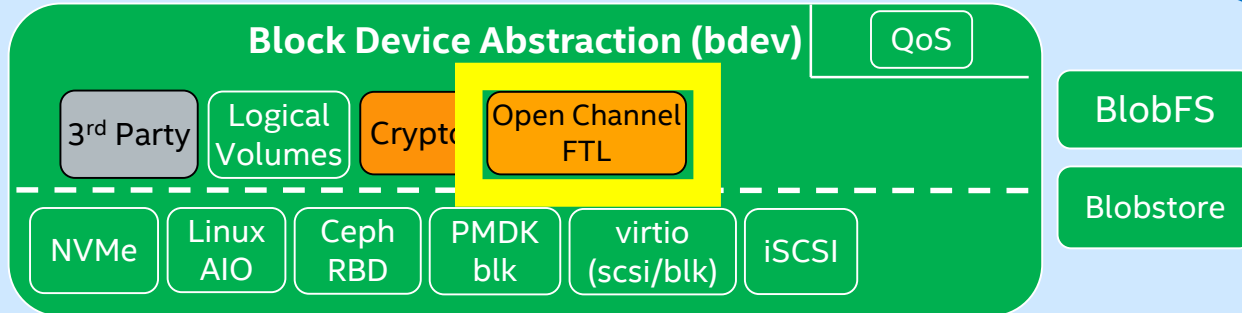 Block Device Abstraction (bdev)
QoS
3rd Party
Logical
Volumes
Crypto
Open Channel
FTL
BlobFS
Blobstore
NVMe
Linux
AIO
Ceph
RBD
PMDK
blk
virtio
(scsi/blk)
iSCSI